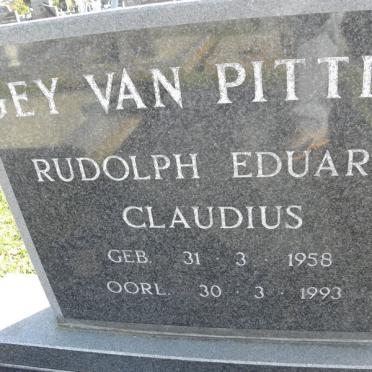 GEY VAN PITTI
RUDOLPH EDUAR
CLAUDIUS
GEB. 31 · 3 · 1958
OORL. 30 · 3 · 1993